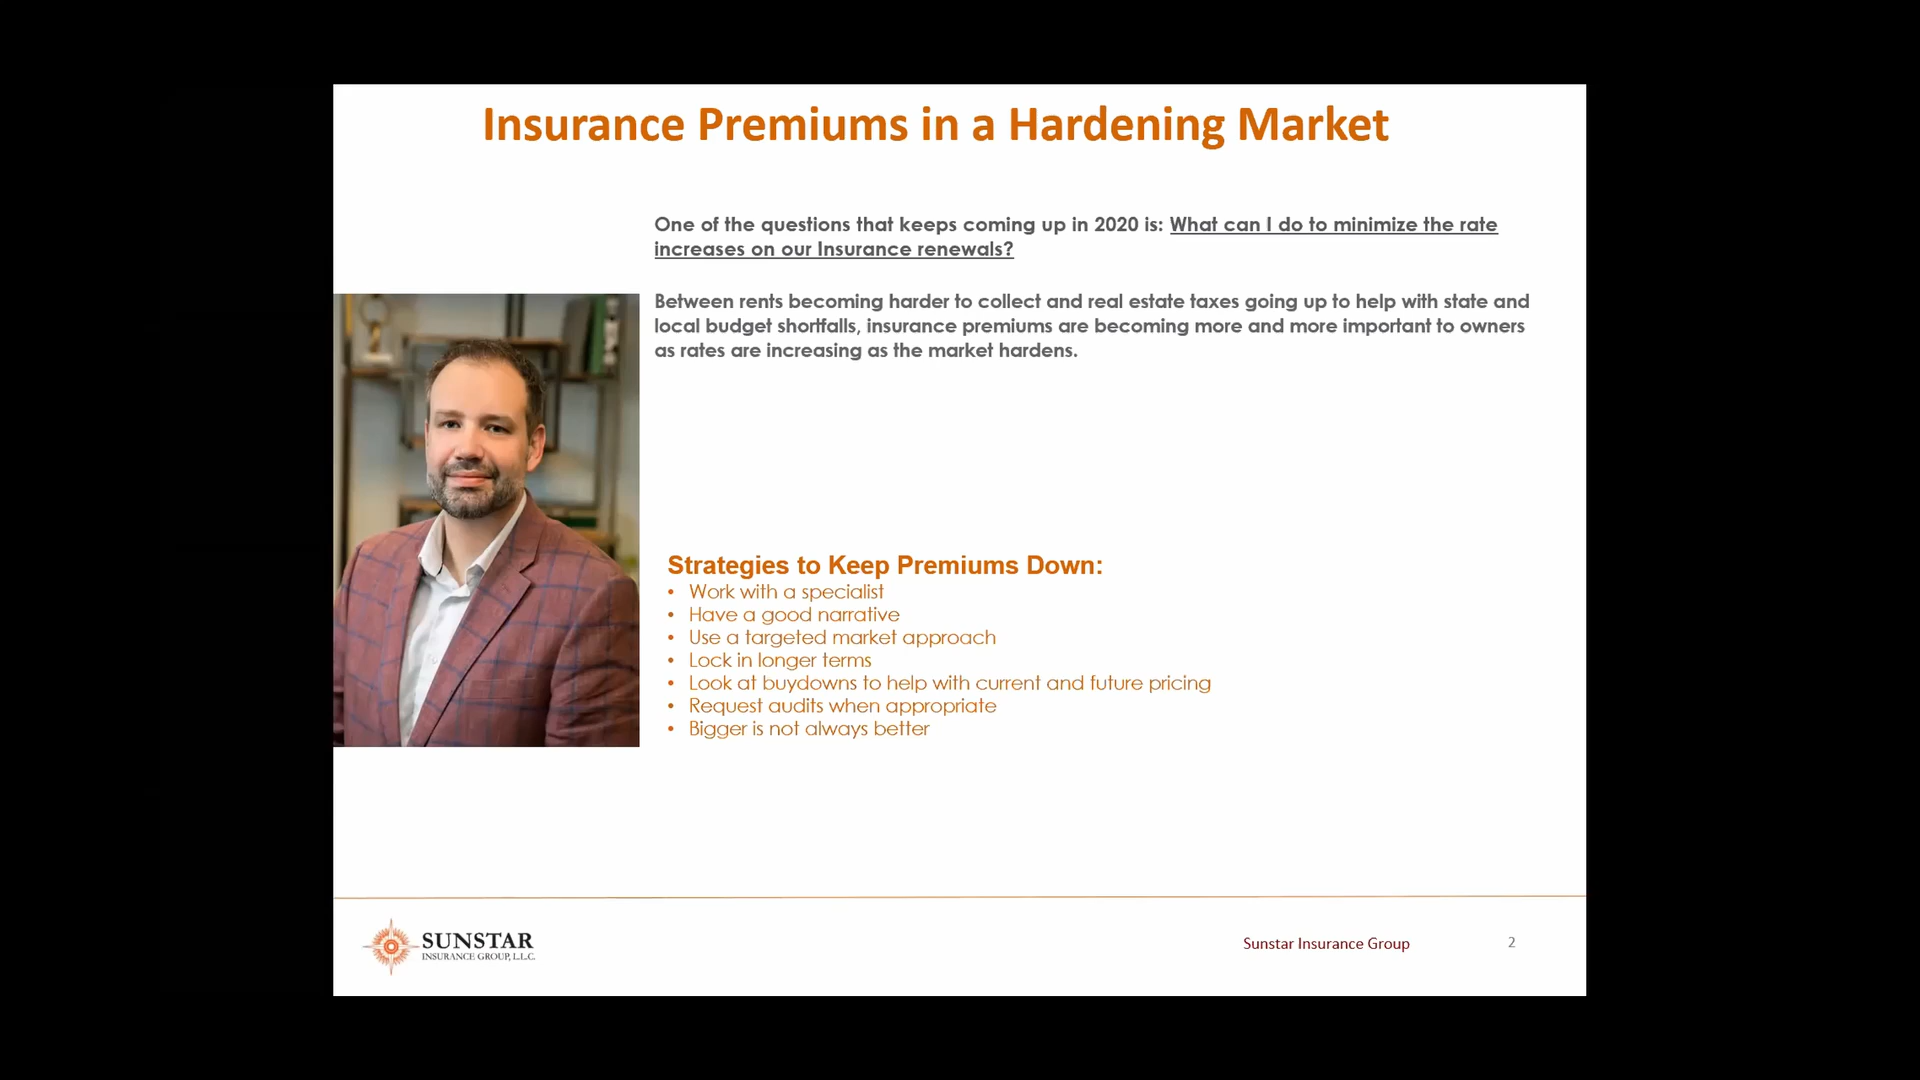 Insurance Premiums in a Hardening Market
One of the questions that keeps coming up in 2020 is: What can I do to minimize the rate
increases on our Insurance renewals?
Between rents becoming harder to collect and real estate taxes going up to help with state and
local budget shortfalls, insurance premiums are becoming more and more important to owners
as rates are increasing as the market hardens.
Strategies to Keep Premiums Down:
• Work with a specialist
• Have a good narrative
• Use a targeted market approach
• Lock in longer terms
• Look at buydowns to help with current and future pricing
• Request audits when appropriate
• Bigger is not always better
SUNSTAR
INSURANCE GROUP, L.L.C.
Sunstar Insurance Group
2